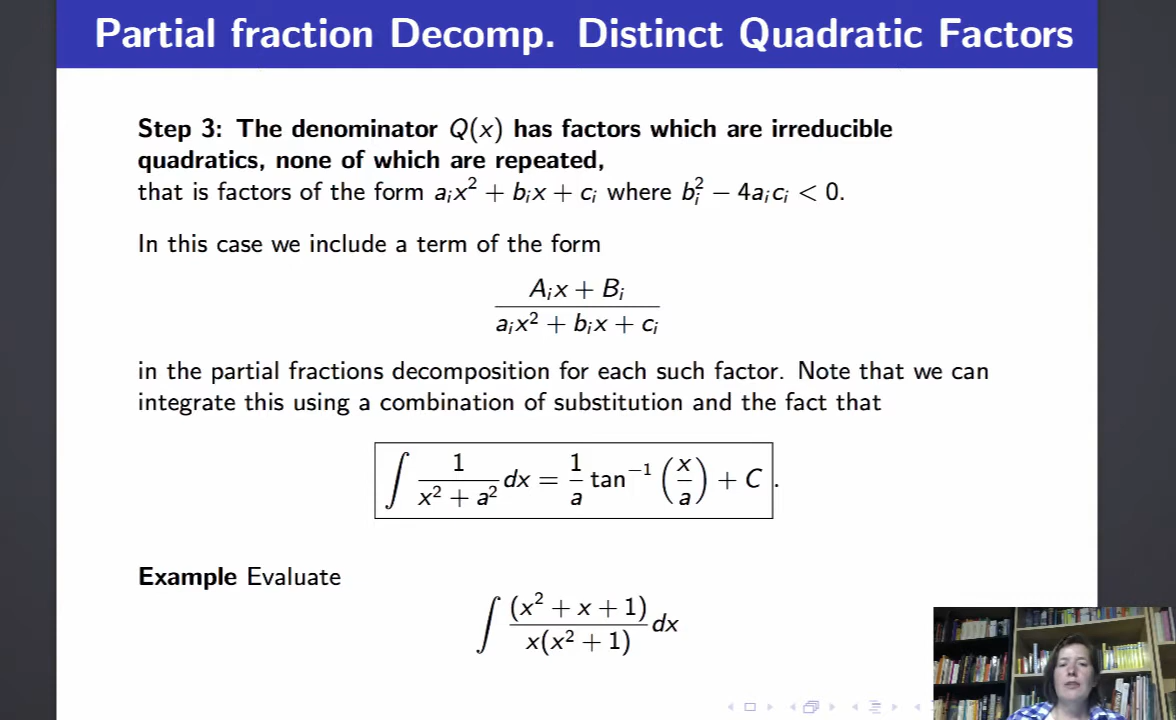 Partial fraction Decomp. Distinct Quadratic Factors
Step 3: The denominator Q(x) has factors which are irreducible
quadratics, none of which are repeated,
that is factors of the form aᵢx² + bᵢx + cᵢ where bᵢ² − 4aᵢcᵢ < 0.
In this case we include a term of the form
Aᵢx + Bᵢ
aᵢx² + bᵢx + cᵢ
in the partial fractions decomposition for each such factor. Note that we can
integrate this using a combination of substitution and the fact that
∫ 1/(x² + a²) dx = 1/a tan⁻¹ (x/a) + C.
Example Evaluate
∫ (x² + x + 1)/(x(x² + 1)) dx